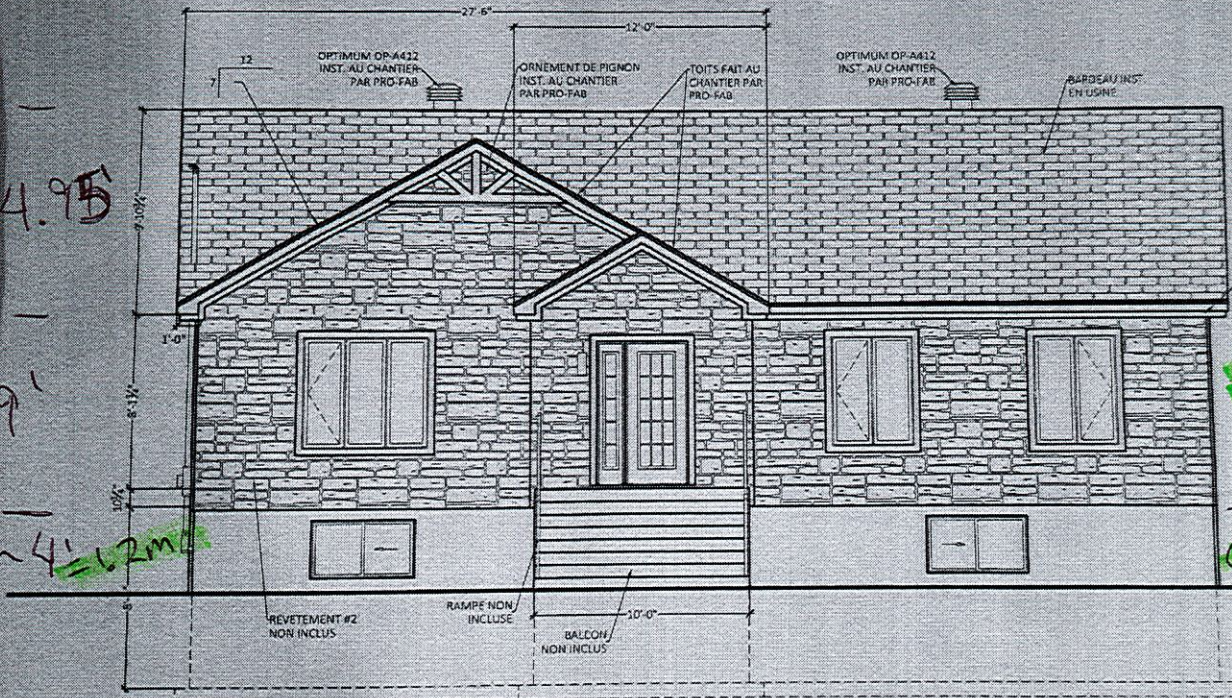 27'-6"
12'-0"
12
7
OPTIMUM OP-A412
INST. AU CHANTIER
PAR PRO-FAB
ORNEMENT DE PIGNON
INST. AU CHANTIER
PAR PRO-FAB
TOITS FAIT AU
CHANTIER PAR
PRO-FAB
OPTIMUM OP-A412
INST. AU CHANTIER
PAR PRO-FAB
BARDEAU INST
EN USINE
4.95'
1'-0"
9'
~4'=1.2m
REVETEMENT #2
NON INCLUS
RAMPE NON
INCLUSE
10'-0"
BALCON
NON INCLUS